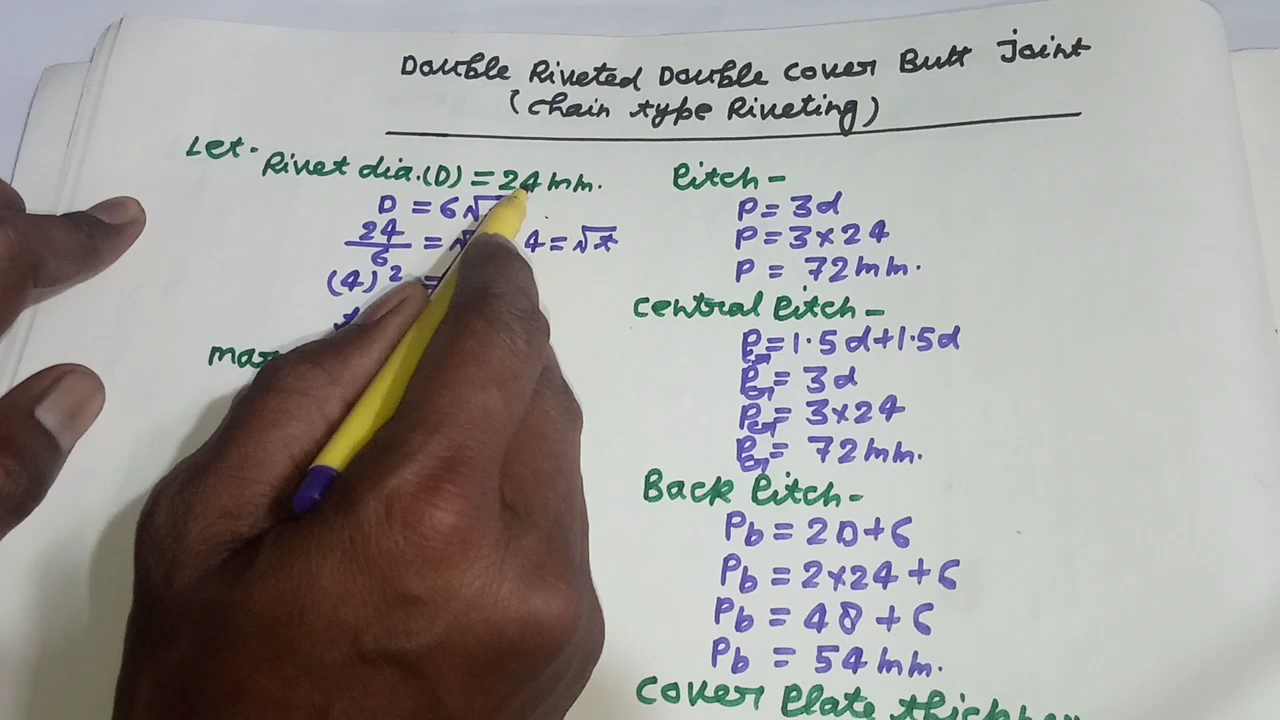 Double Riveted Double Cover Butt Joint
(Chain type Riveting)
Let- Rivet dia.(D) = 24mm.
D = 6√
24/6 = √ 4 = √t
(4)² =
Pitch -
P = 3d
P = 3×24
P = 72mm.
Central Pitch -
= 1.5d+1.5d
= 3d
= 3×24
= 72mm.
Back Pitch -
Pb = 2D+6
Pb = 2×24+6
Pb = 48+6
Pb = 54mm.
Cover Plate